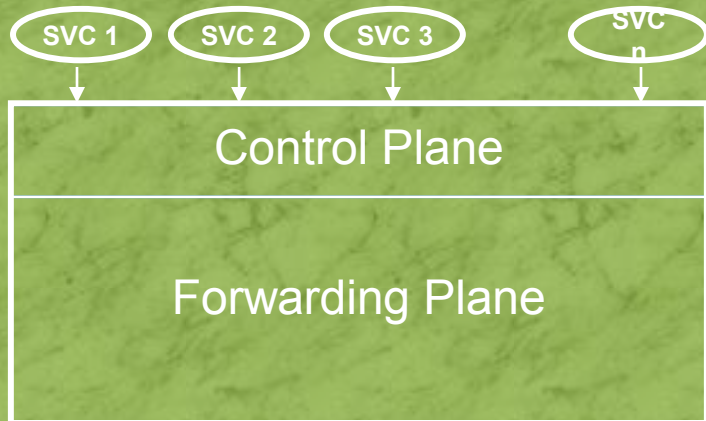 SVC 1
SVC 2
SVC 3
SVC
n
Control Plane
Forwarding Plane